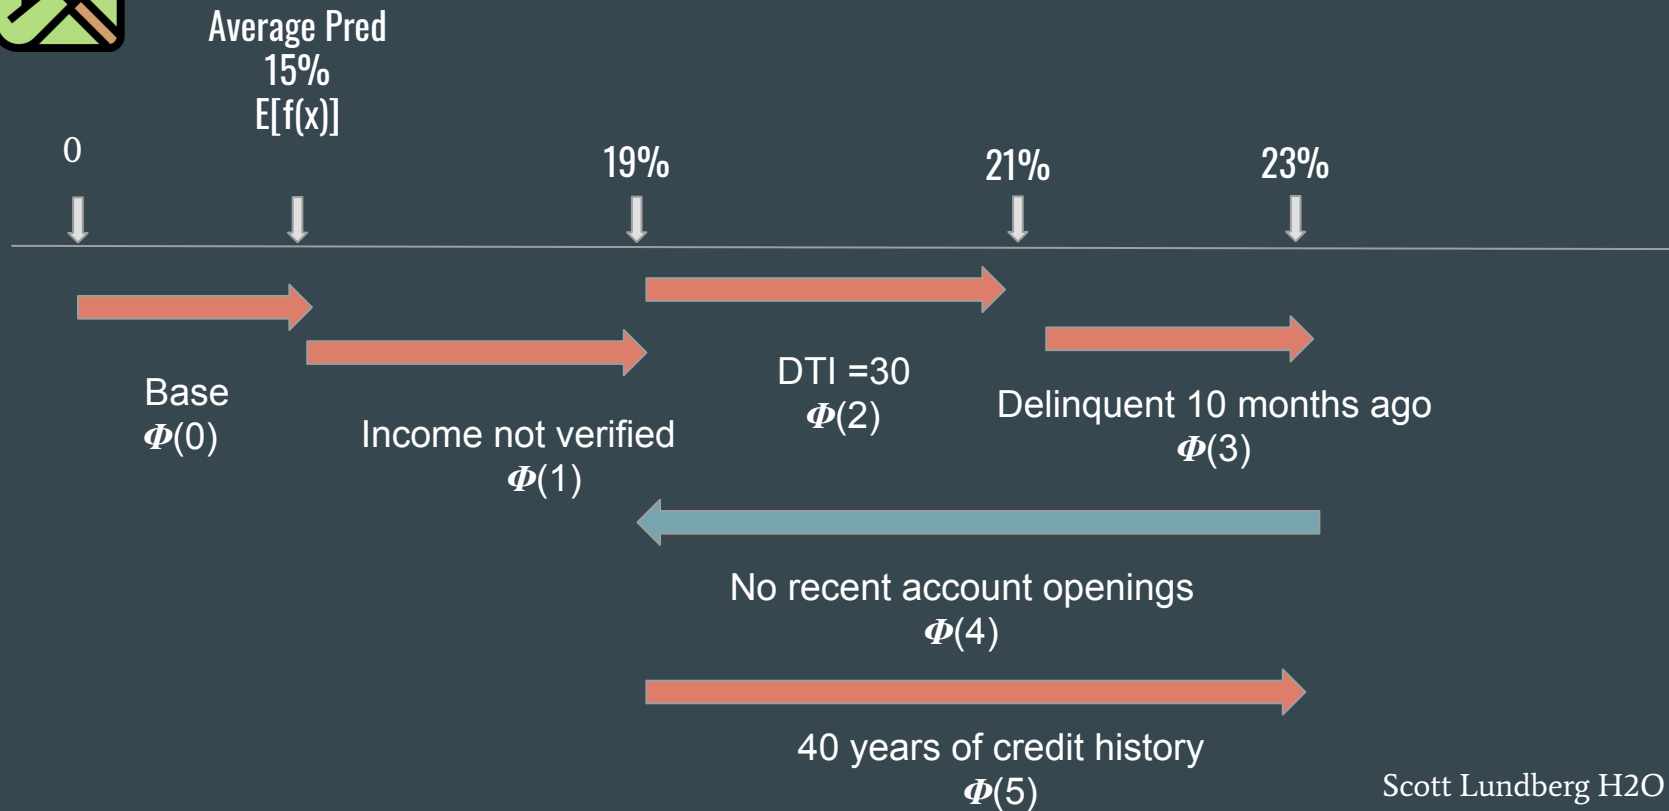 Average Pred
15%
E[f(x)]
0
19%
21%
23%
Base
Φ(0)
Income not verified
Φ(1)
DTI =30
Φ(2)
Delinquent 10 months ago
Φ(3)
No recent account openings
Φ(4)
40 years of credit history
Φ(5)
Scott Lundberg H2O